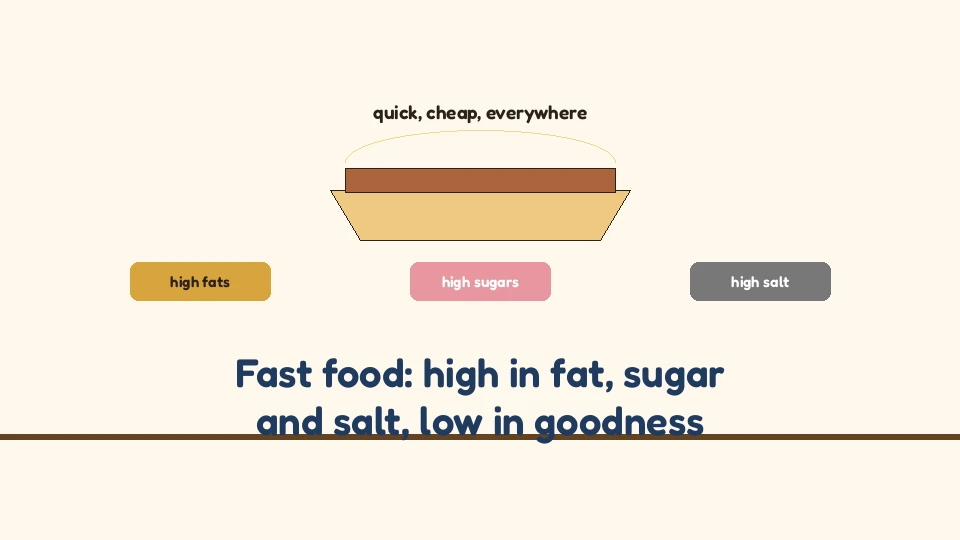 quick, cheap, everywhere
high fats
high sugars
high salt
Fast food: high in fat, sugar
and salt, low in goodness